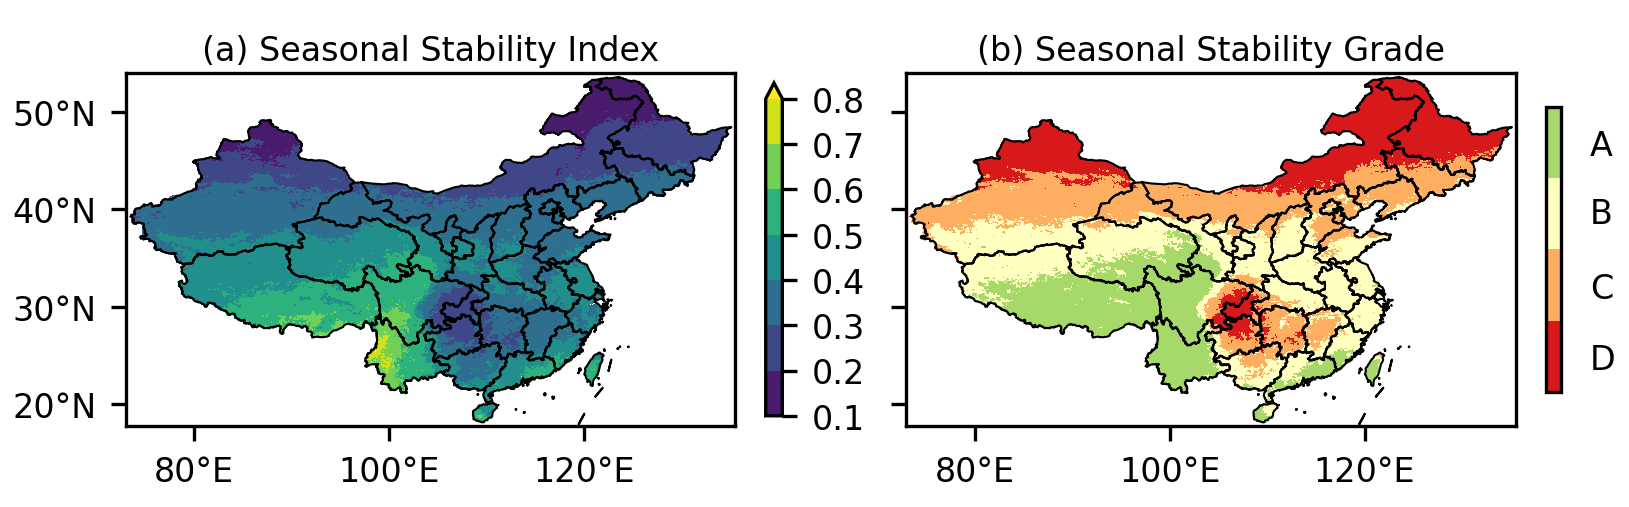 (a) Seasonal Stability Index
50°N
40°N
30°N
20°N
80°E
100°E
120°E
0.8
0.7
0.6
0.5
0.4
0.3
0.2
0.1
(b) Seasonal Stability Grade
80°E
100°E
120°E
A
B
C
D